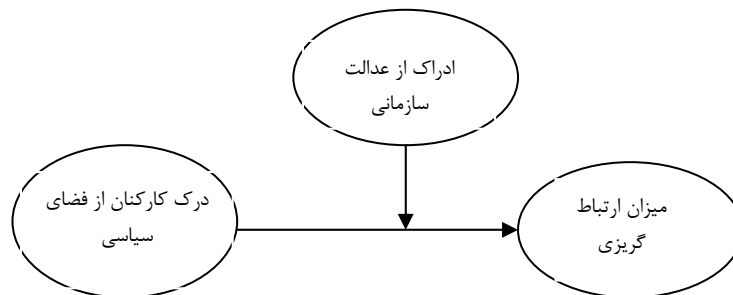 ادراک از عدالت
سازمانی
درک کارکنان از فضای
سیاسی
میزان ارتباط
گریزی